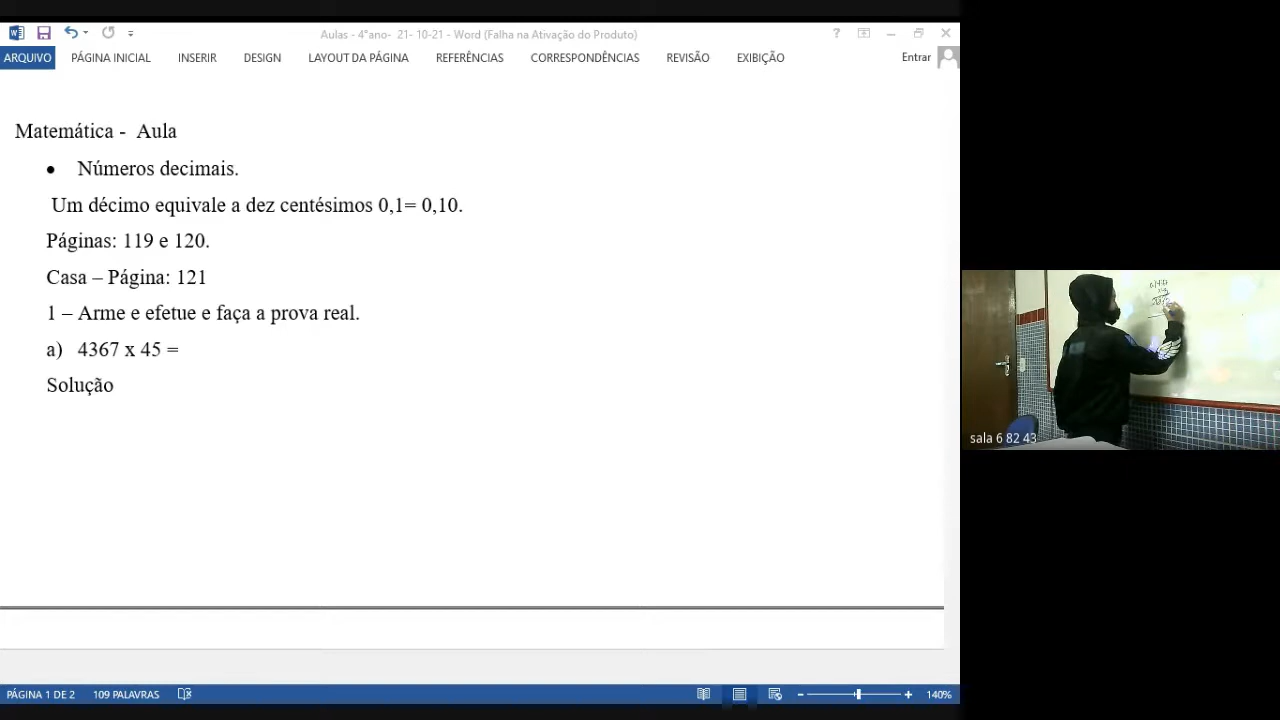 Aulas - 4°ano- 21- 10-21 - Word (Falha na Ativação do Produto)
?
ARQUIVO PÁGINA INICIAL INSERIR DESIGN LAYOUT DA PÁGINA REFERÊNCIAS CORRESPONDÊNCIAS REVISÃO EXIBIÇÃO Entrar
Matemática - Aula
• Números decimais.
Um décimo equivale a dez centésimos 0,1= 0,10.
Páginas: 119 e 120.
Casa – Página: 121
1 – Arme e efetue e faça a prova real.
a) 4367 x 45 =
Solução
sala 6 82 43
PÁGINA 1 DE 2 109 PALAVRAS 140%